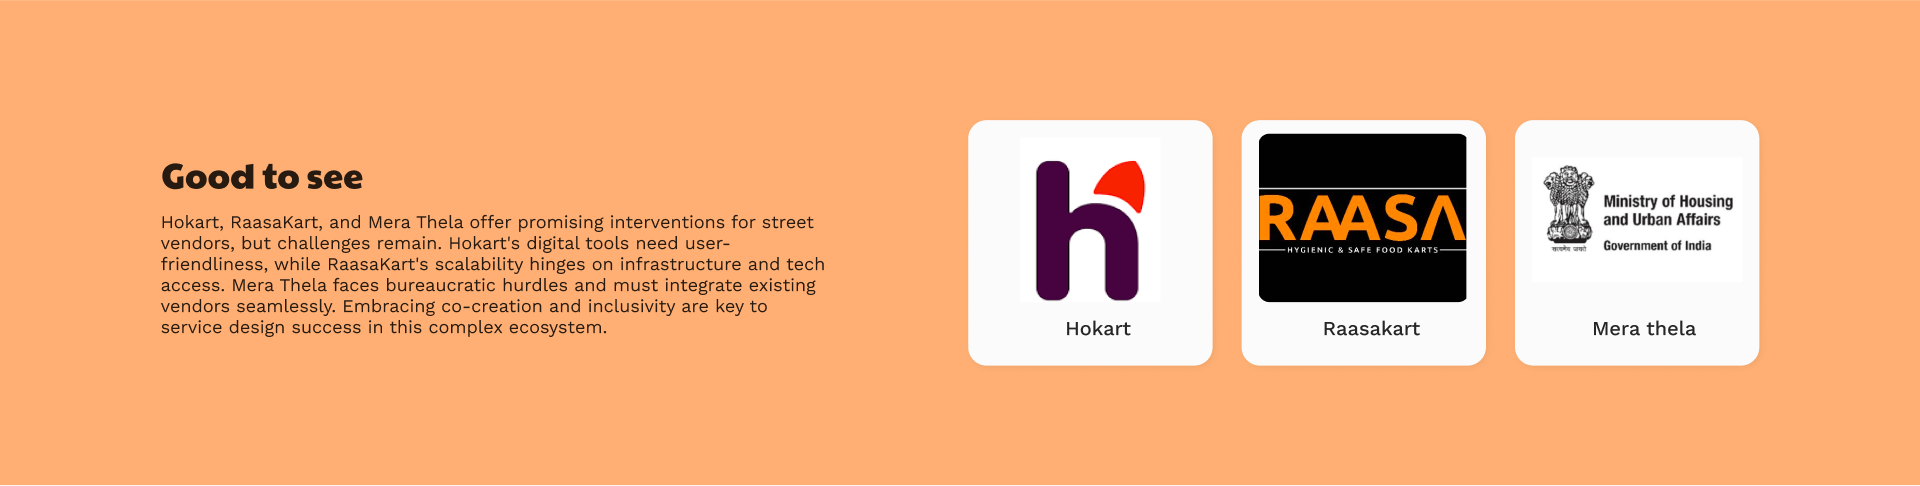 Good to see
Hokart, RaasaKart, and Mera Thela offer promising interventions for street
vendors, but challenges remain. Hokart's digital tools need user-
friendliness, while RaasaKart's scalability hinges on infrastructure and tech
access. Mera Thela faces bureaucratic hurdles and must integrate existing
vendors seamlessly. Embracing co-creation and inclusivity are key to
service design success in this complex ecosystem.
h
Hokart
RAASA
HYGIENIC & SAFE FOOD KARTS
Raasakart
सत्यमेव जयते
Ministry of Housing
and Urban Affairs
Government of India
Mera thela